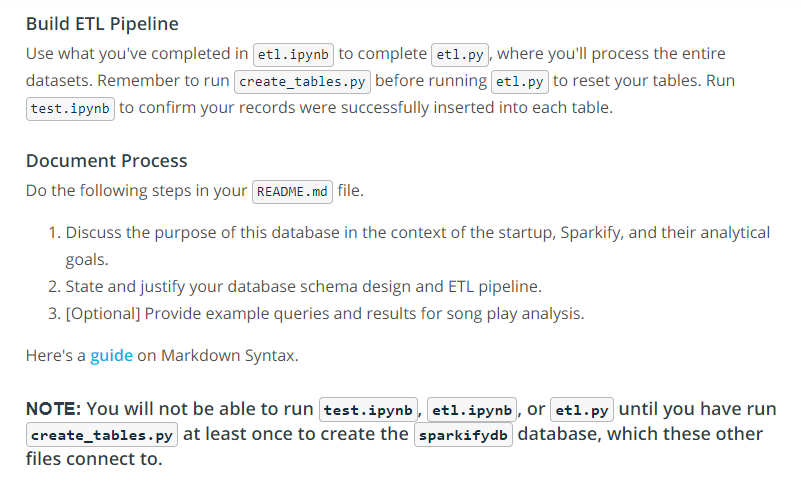 Build ETL Pipeline
Use what you've completed in etl.ipynb to complete etl.py, where you'll process the entire
datasets. Remember to run create_tables.py before running etl.py to reset your tables. Run
test.ipynb to confirm your records were successfully inserted into each table.
Document Process
Do the following steps in your README.md file.
1. Discuss the purpose of this database in the context of the startup, Sparkify, and their analytical
goals.
2. State and justify your database schema design and ETL pipeline.
3. [Optional] Provide example queries and results for song play analysis.
Here's a guide on Markdown Syntax.
NOTE: You will not be able to run test.ipynb, etl.ipynb, or etl.py until you have run
create_tables.py at least once to create the sparkifydb database, which these other
files connect to.